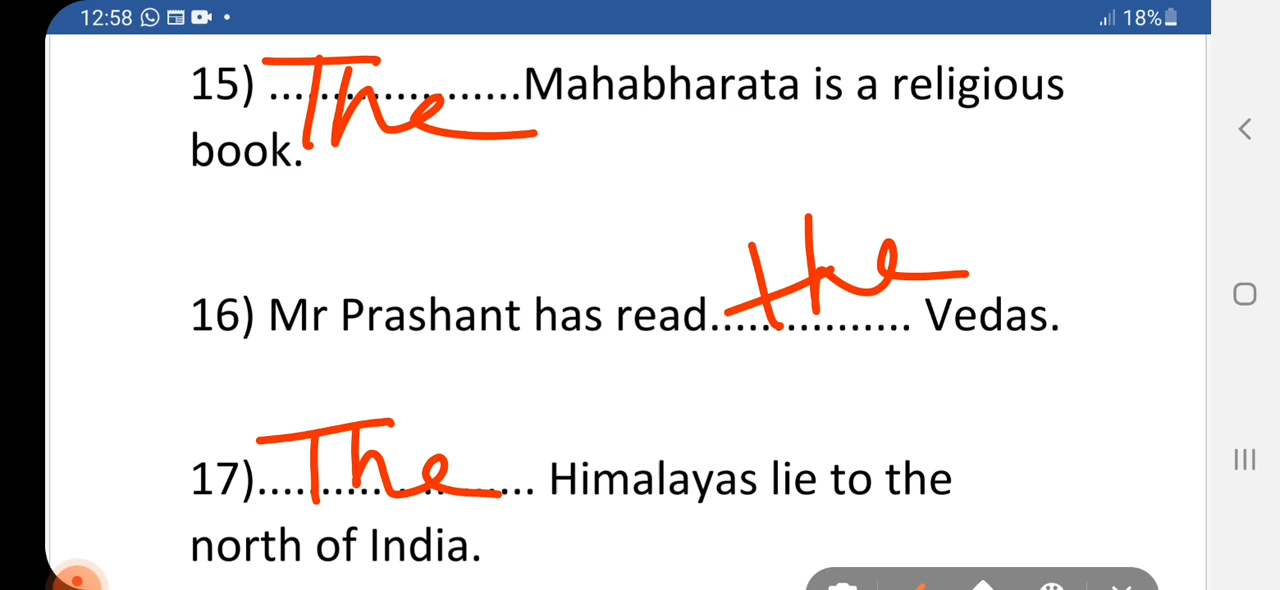 12:58 18%
15) The ....................Mahabharata is a religious
book.
16) Mr Prashant has read the ................ Vedas.
17) The ...................... Himalayas lie to the
north of India.